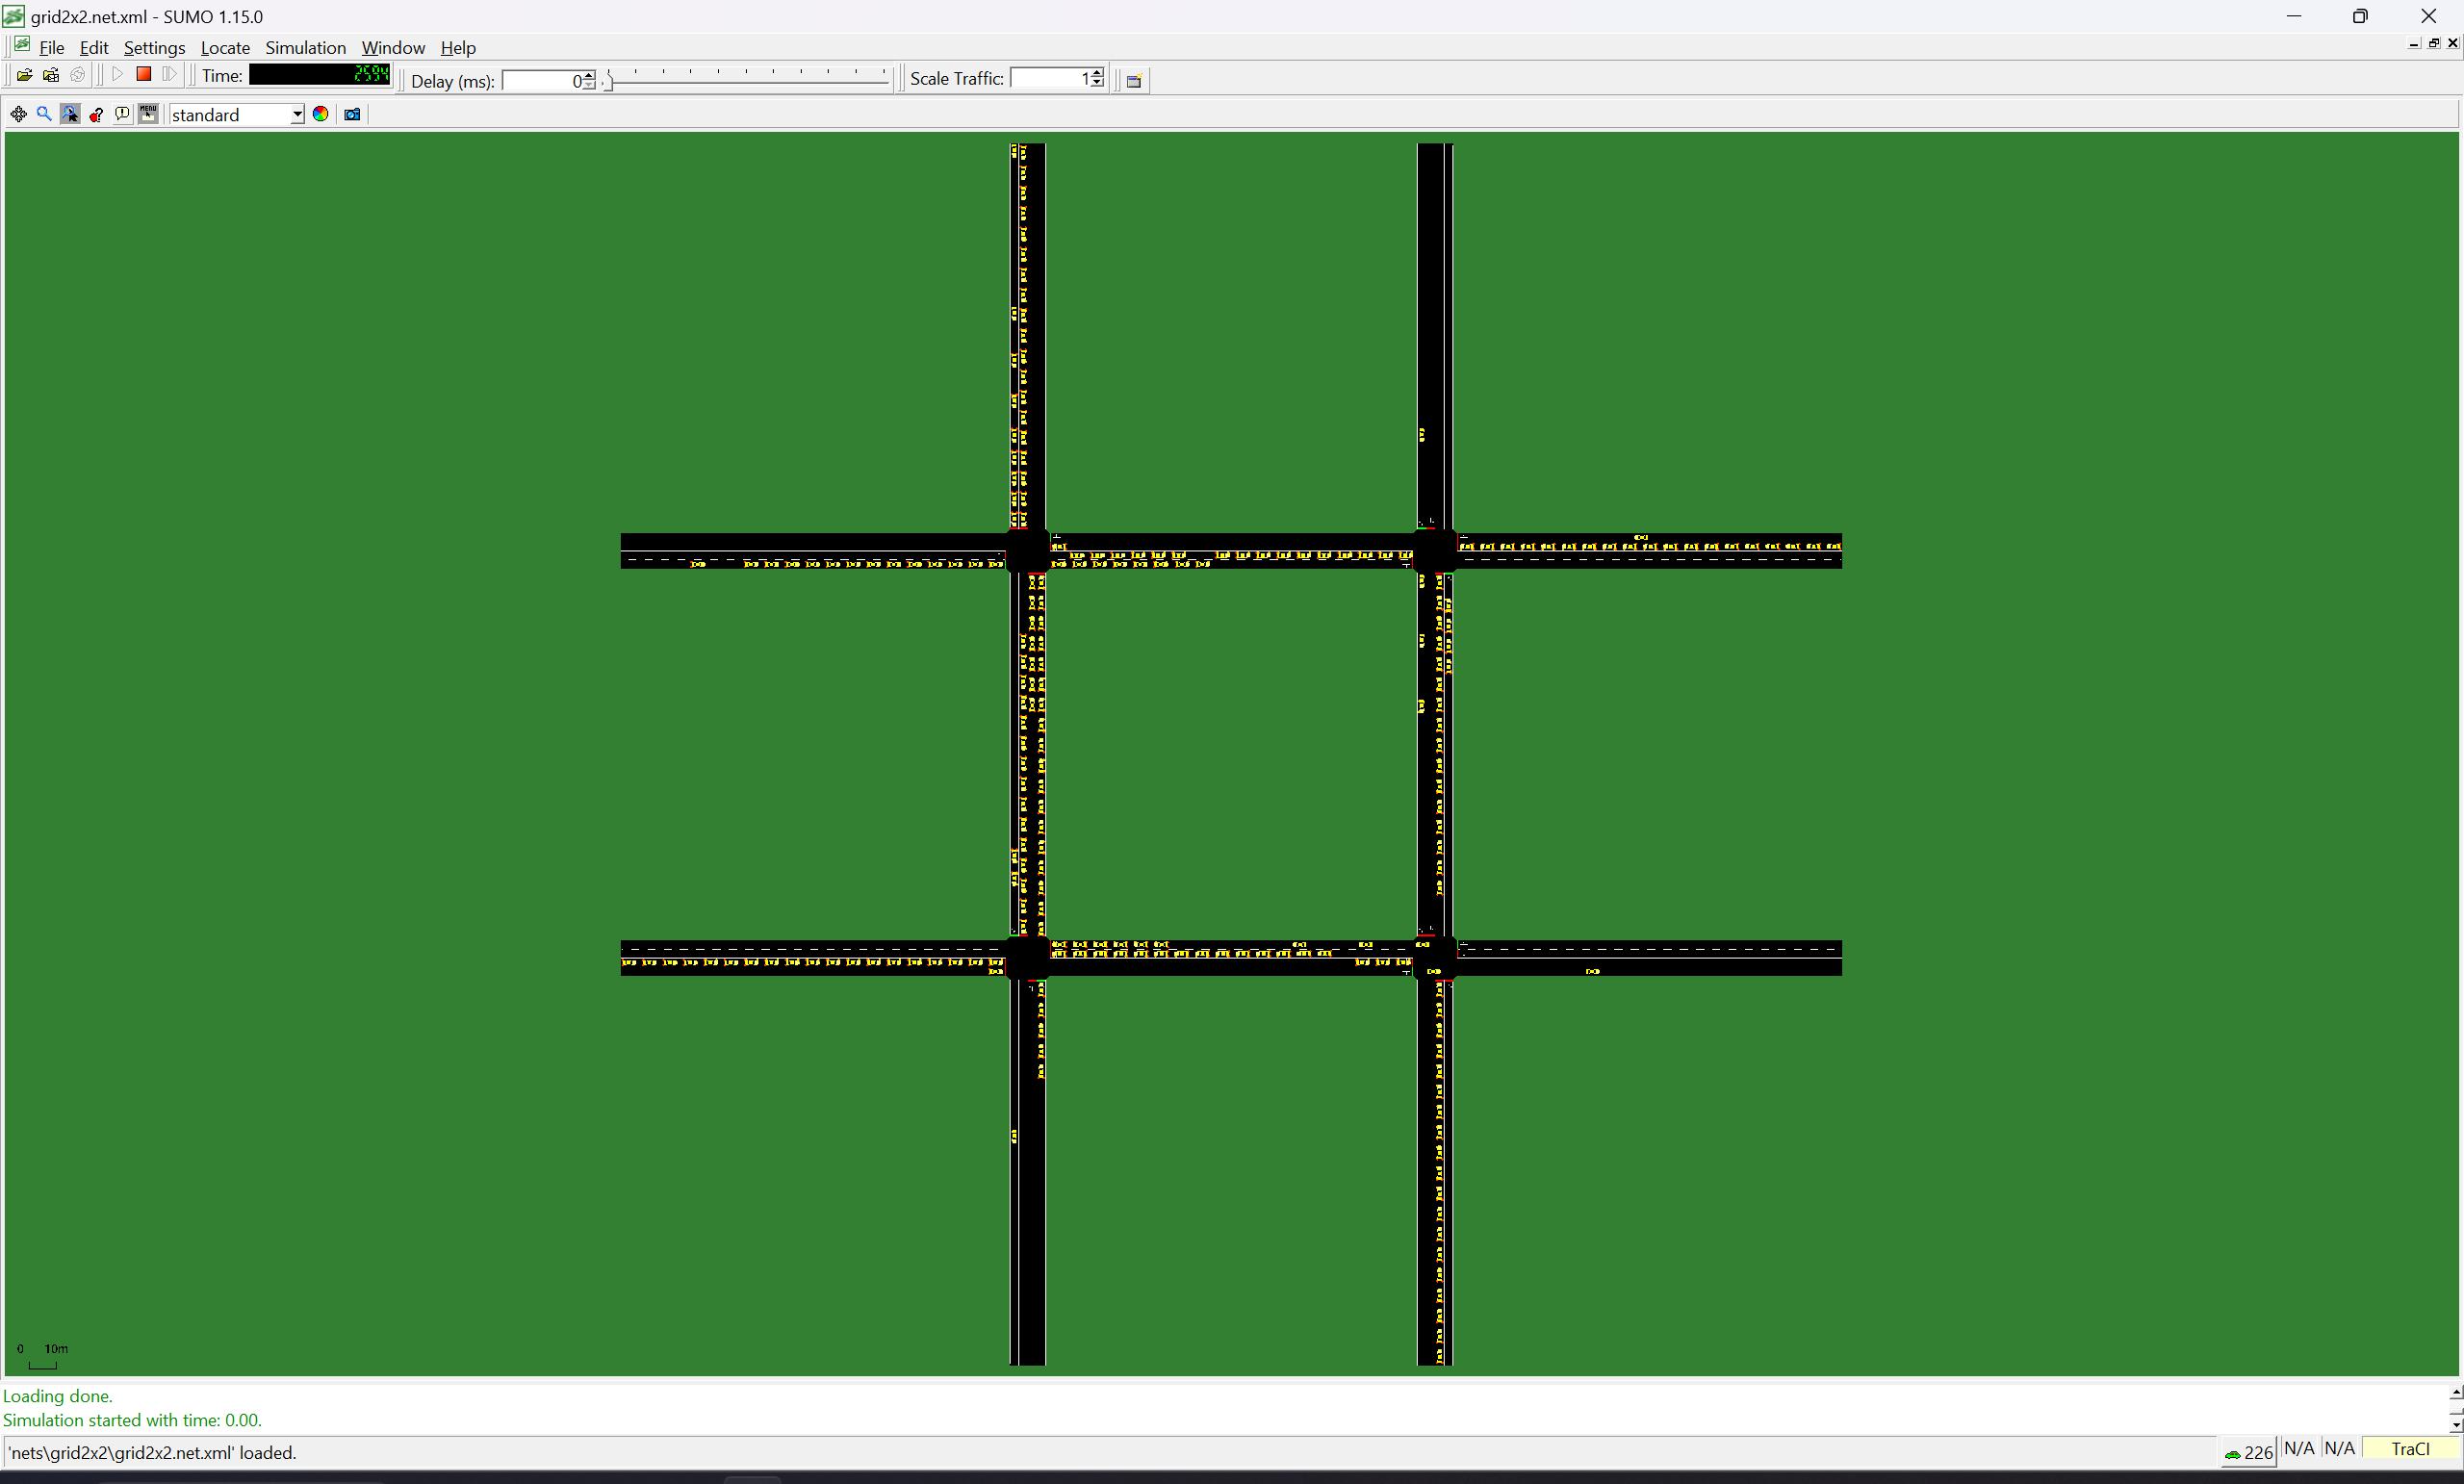 grid2x2.net.xml - SUMO 1.15.0
File Edit Settings Locate Simulation Window Help
Time: 2594 Delay (ms): 0 Scale Traffic: 1
MENU standard
0 10m
Loading done.
Simulation started with time: 0.00.
'nets\grid2x2\grid2x2.net.xml' loaded. 226 N/A N/A TraCI